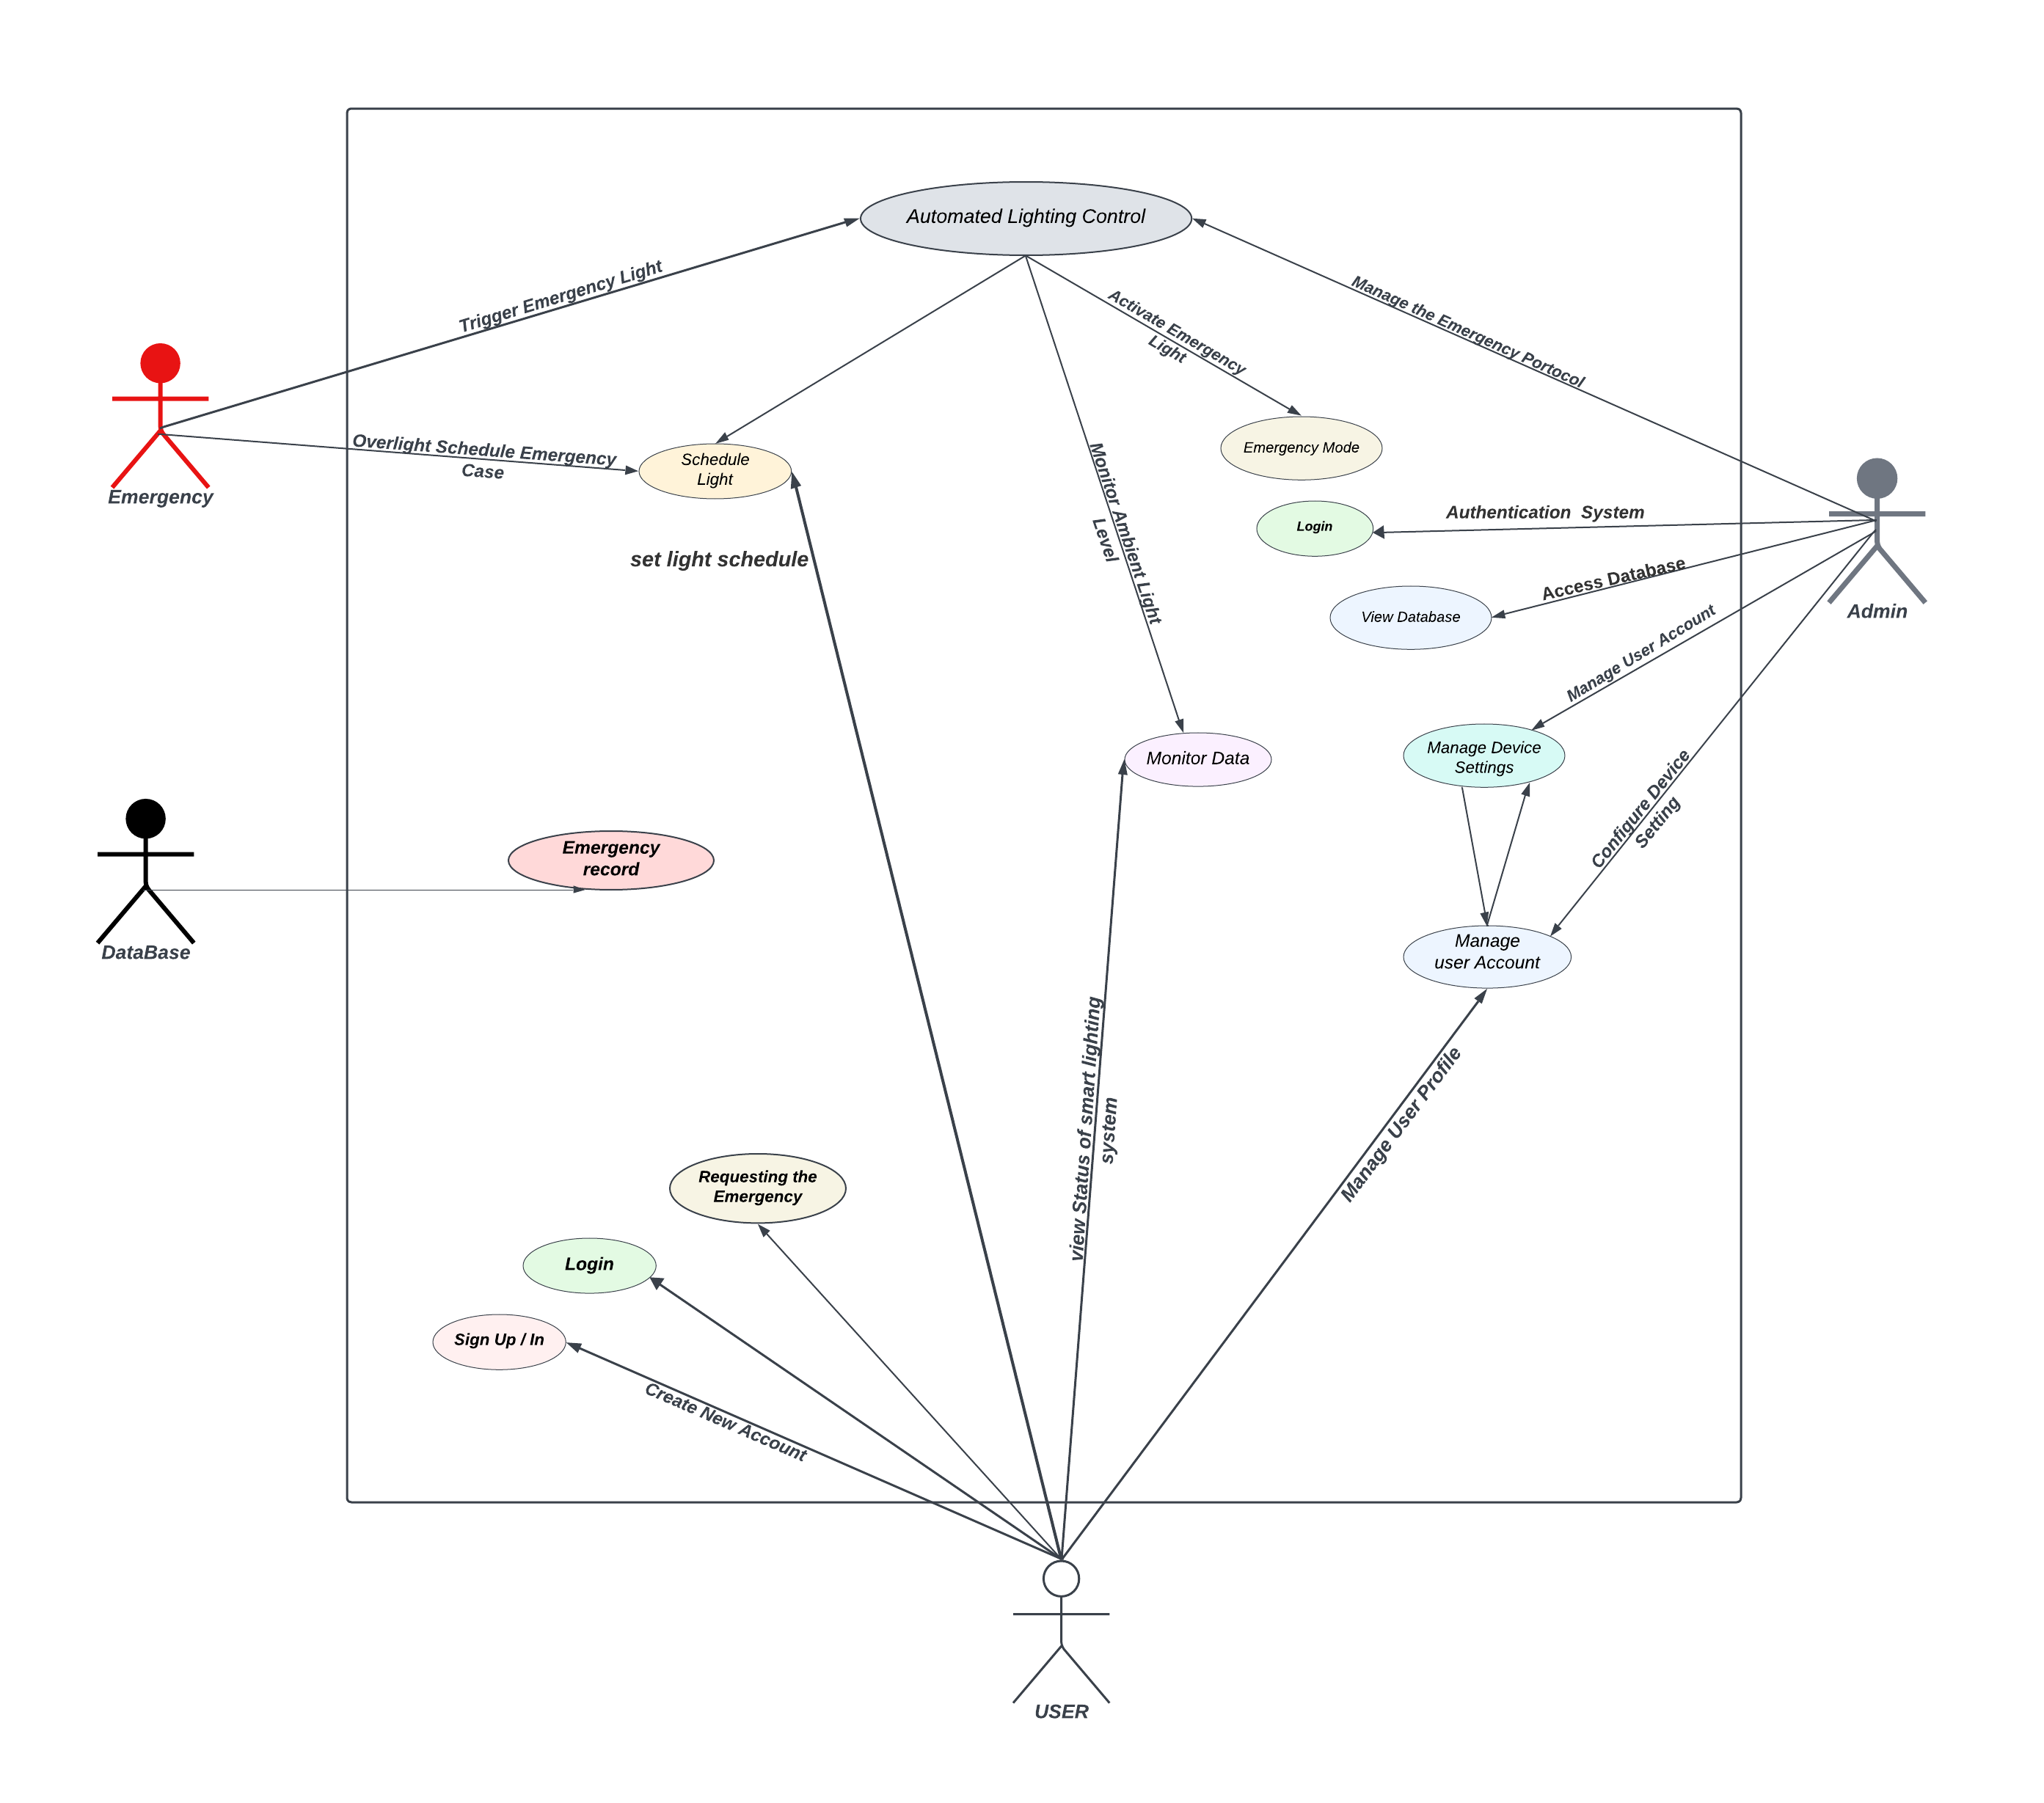 Automated Lighting Control
Trigger Emergency Light
Manage the Emergency Portocol
Activate Emergency
Light
Emergency
Overlight Schedule Emergency
Case
Schedule
Light
Emergency Mode
Monitor Ambient Light
Level
Login
Authentication  System
Admin
set light schedule
Access Database
View Database
Manage User Account
Manage Device
Settings
Monitor Data
Configure Device
Setting
Emergency
record
DataBase
Manage
user Account
view Status of smart lighting
system
Manage User Profile
Requesting the
Emergency
Login
Sign Up / In
Create New Account
USER